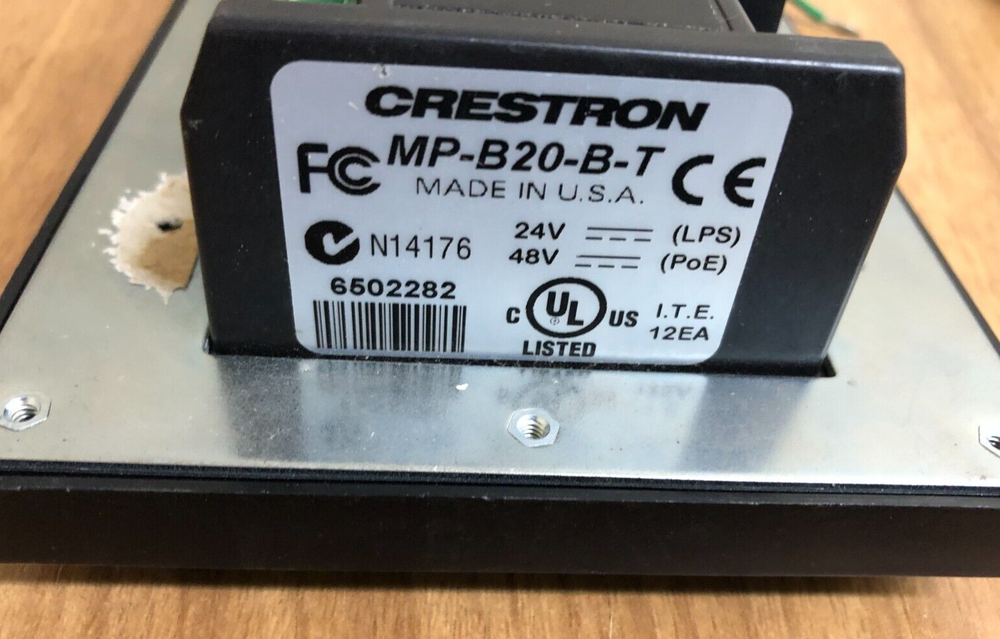 CRESTRON
FC MP-B20-B-T CE
MADE IN U.S.A.
N14176
24V (LPS)
48V (PoE)
6502282
C UL US
LISTED
I.T.E.
12EA